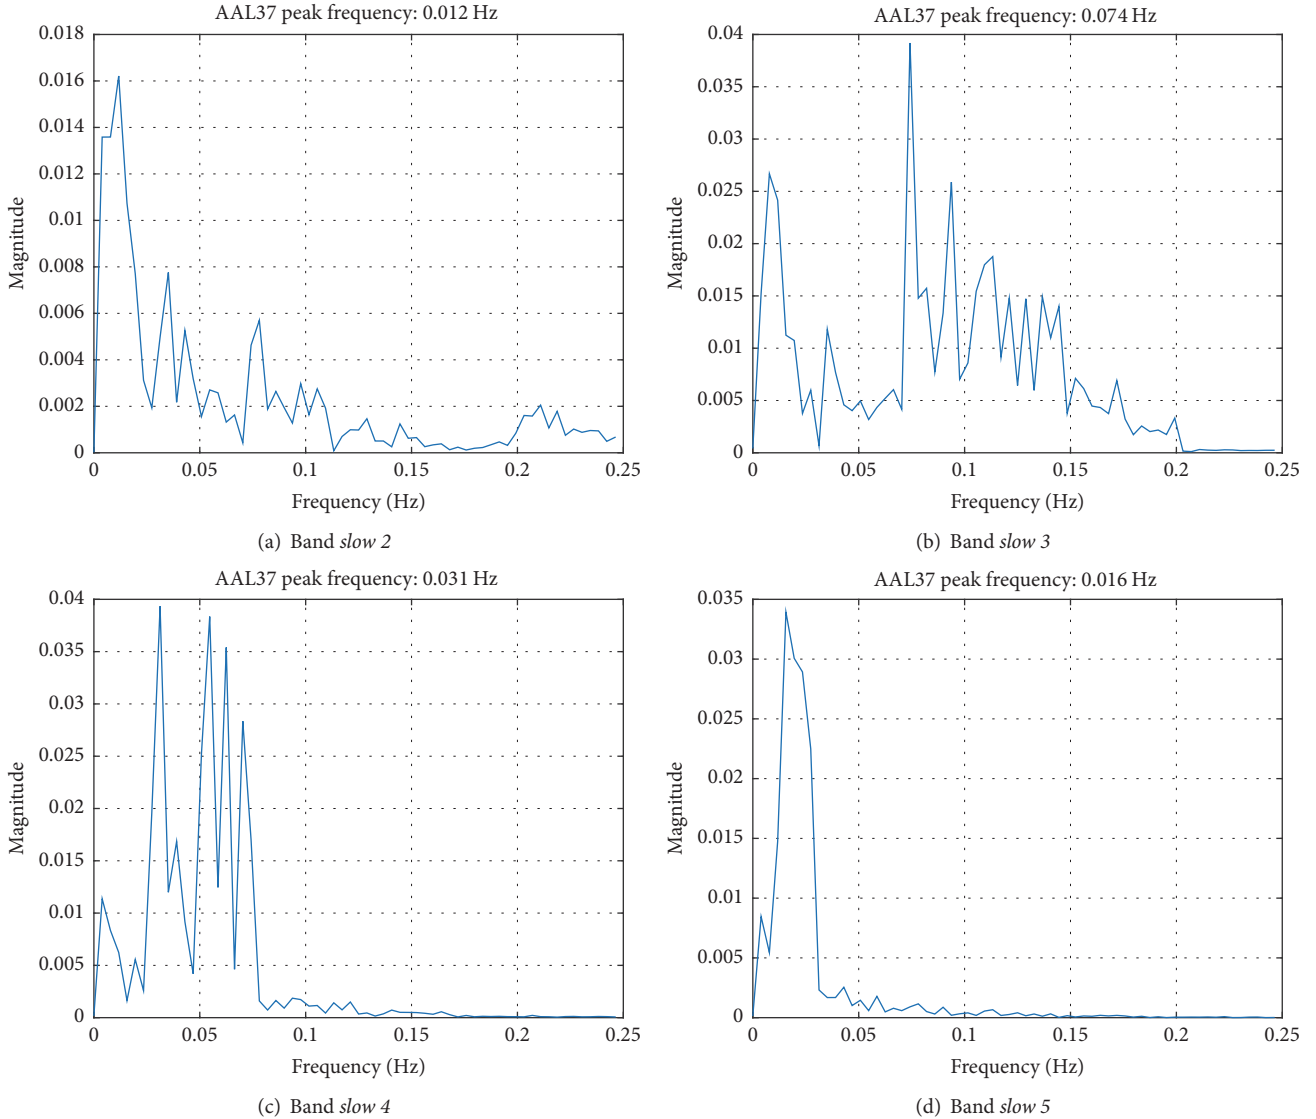 AAL37 peak frequency: 0.012 Hz
0.018
0.016
0.014
0.012
0.01
0.008
0.006
0.004
0.002
0
Magnitude
0 0.05 0.1 0.15 0.2 0.25
Frequency (Hz)
(a) Band slow 2
AAL37 peak frequency: 0.074 Hz
0.04
0.035
0.03
0.025
0.02
0.015
0.01
0.005
0
Magnitude
0 0.05 0.1 0.15 0.2 0.25
Frequency (Hz)
(b) Band slow 3
AAL37 peak frequency: 0.031 Hz
0.04
0.035
0.03
0.025
0.02
0.015
0.01
0.005
0
Magnitude
0 0.05 0.1 0.15 0.2 0.25
Frequency (Hz)
(c) Band slow 4
AAL37 peak frequency: 0.016 Hz
0.035
0.03
0.025
0.02
0.015
0.01
0.005
0
Magnitude
0 0.05 0.1 0.15 0.2 0.25
Frequency (Hz)
(d) Band slow 5